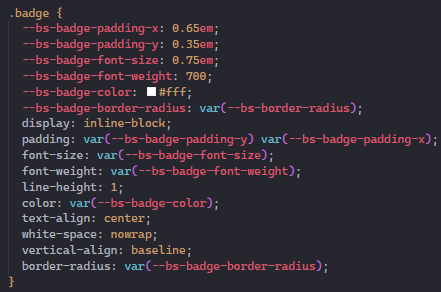 .badge {
  --bs-badge-padding-x: 0.65em;
  --bs-badge-padding-y: 0.35em;
  --bs-badge-font-size: 0.75em;
  --bs-badge-font-weight: 700;
  --bs-badge-color: #fff;
  --bs-badge-border-radius: var(--bs-border-radius);
  display: inline-block;
  padding: var(--bs-badge-padding-y) var(--bs-badge-padding-x);
  font-size: var(--bs-badge-font-size);
  font-weight: var(--bs-badge-font-weight);
  line-height: 1;
  color: var(--bs-badge-color);
  text-align: center;
  white-space: nowrap;
  vertical-align: baseline;
  border-radius: var(--bs-badge-border-radius);
}